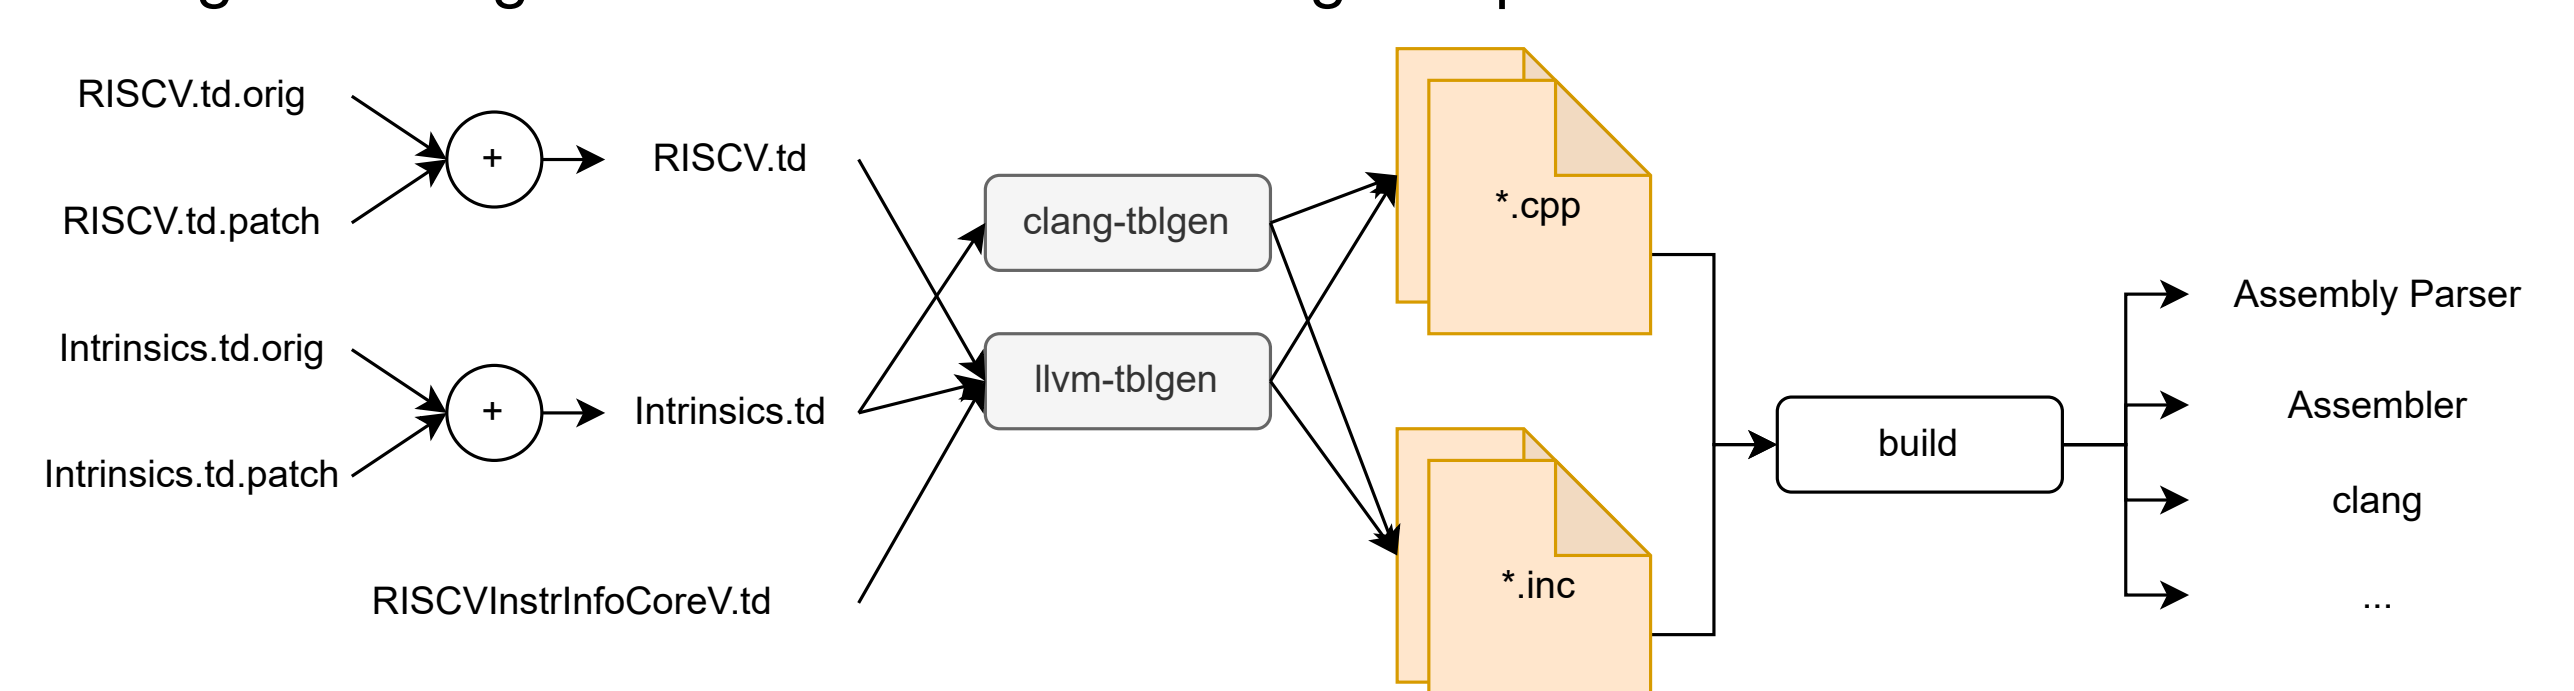 RISCV.td.orig
+
RISCV.td
RISCV.td.patch
Intrinsics.td.orig
+
Intrinsics.td
Intrinsics.td.patch
RISCVInstrInfoCoreV.td
clang-tblgen
llvm-tblgen
*.cpp
*.inc
build
Assembly Parser
Assembler
clang
...